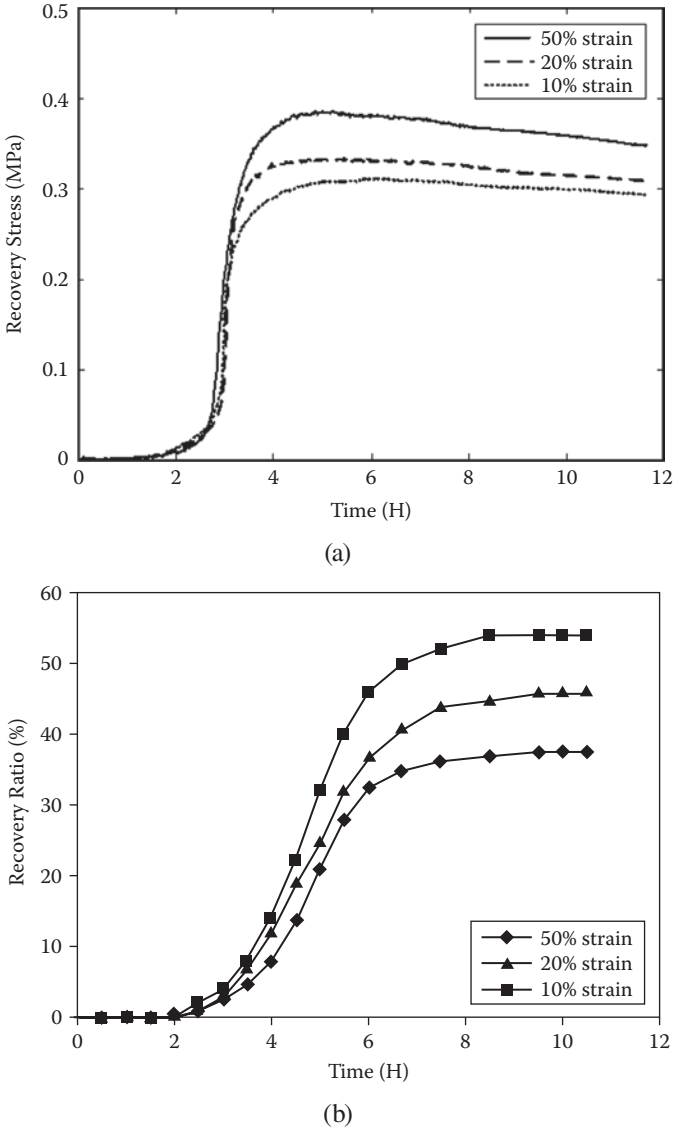 0.5
0.4
0.3
0.2
0.1
0
Recovery Stress (MPa)
50% strain
20% strain
10% strain
0 2 4 6 8 10 12
Time (H)
(a)
60
50
40
30
20
10
0
Recovery Ratio (%)
50% strain
20% strain
10% strain
0 2 4 6 8 10 12
Time (H)
(b)